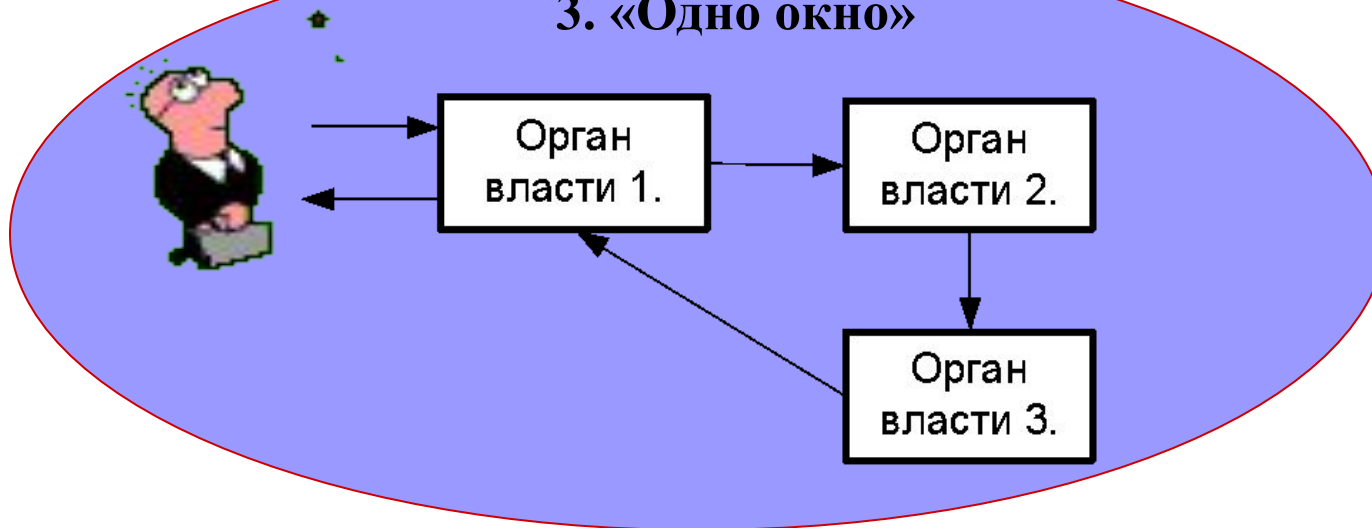 3. «Одно окно»
Орган
власти 1.
Орган
власти 2.
Орган
власти 3.